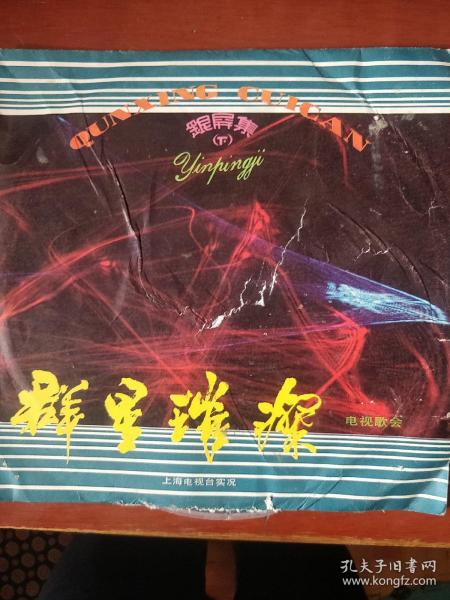 QUNXING CUICAN
银屏集
(下)
Yinpingji
群星璀璨
电视歌会
上海电视台实况
孔夫子旧书网
www.kongfz.com